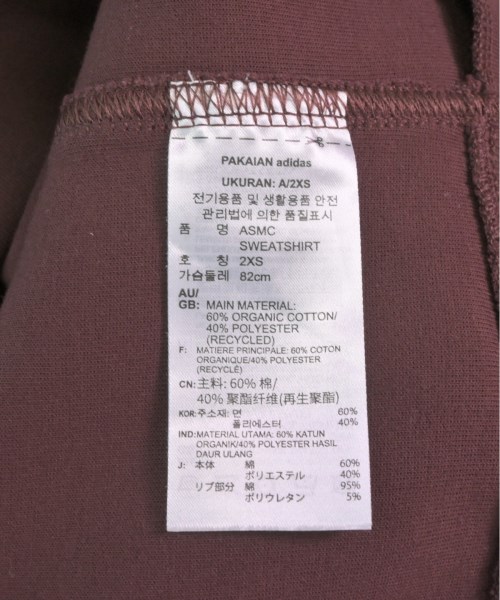 PAKAIAN adidas
UKURAN: A/2XS
전기용품 및 생활용품 안전
관리법에 의한 품질표시
품 명 ASMC
SWEATSHIRT
호 칭 2XS
가슴둘레 82cm
AU/
GB: MAIN MATERIAL:
60% ORGANIC COTTON/
40% POLYESTER
(RECYCLED)
F: MATIERE PRINCIPALE: 60% COTON
ORGANIQUE/40% POLYESTER
(RECYCLÉ)
CN: 主料: 60% 棉/
40% 聚酯纤维(再生聚酯)
KOR: 주소재: 면 60%
폴리에스터 40%
IND: MATERIAL UTAMA: 60% KATUN
ORGANIK/40% POLYESTER HASIL
DAUR ULANG
J: 本体 綿 60%
ポリエステル 40%
リブ部分 綿 95%
ポリウレタン 5%